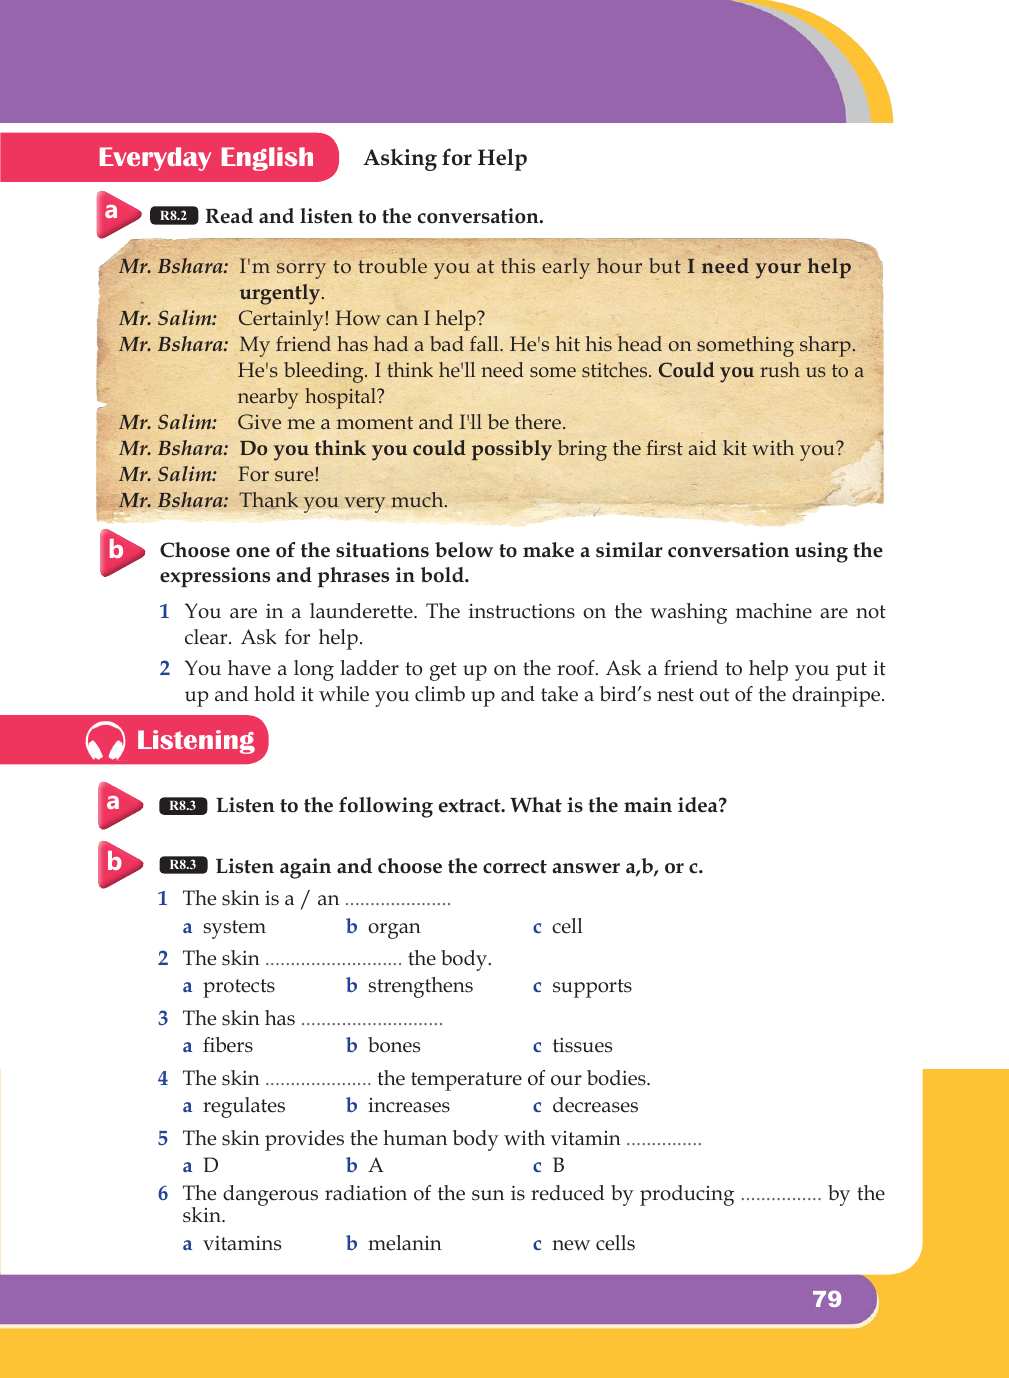 Everyday English Asking for Help
a R8.2 Read and listen to the conversation.
Mr. Bshara: I'm sorry to trouble you at this early hour but I need your help
urgently.
Mr. Salim: Certainly! How can I help?
Mr. Bshara: My friend has had a bad fall. He's hit his head on something sharp.
He's bleeding. I think he'll need some stitches. Could you rush us to a
nearby hospital?
Mr. Salim: Give me a moment and I'll be there.
Mr. Bshara: Do you think you could possibly bring the first aid kit with you?
Mr. Salim: For sure!
Mr. Bshara: Thank you very much.
b Choose one of the situations below to make a similar conversation using the
expressions and phrases in bold.
1 You are in a launderette. The instructions on the washing machine are not
clear. Ask for help.
2 You have a long ladder to get up on the roof. Ask a friend to help you put it
up and hold it while you climb up and take a bird’s nest out of the drainpipe.
Listening
a R8.3 Listen to the following extract. What is the main idea?
b R8.3 Listen again and choose the correct answer a,b, or c.
1 The skin is a / an .....................
a system b organ c cell
2 The skin ........................... the body.
a protects b strengthens c supports
3 The skin has ............................
a fibers b bones c tissues
4 The skin ..................... the temperature of our bodies.
a regulates b increases c decreases
5 The skin provides the human body with vitamin ...............
a D b A c B
6 The dangerous radiation of the sun is reduced by producing ................ by the
skin.
a vitamins b melanin c new cells
79